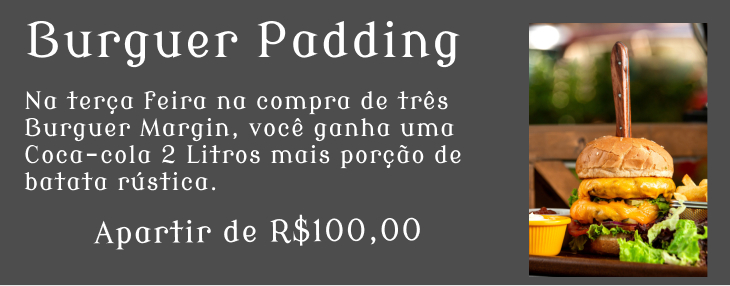 Burguer Padding
Na terça feira na compra de três
Burguer Margin, você ganha uma
Coca-cola 2 Litros mais porção de
batata rústica.
Apartir de R$100,00